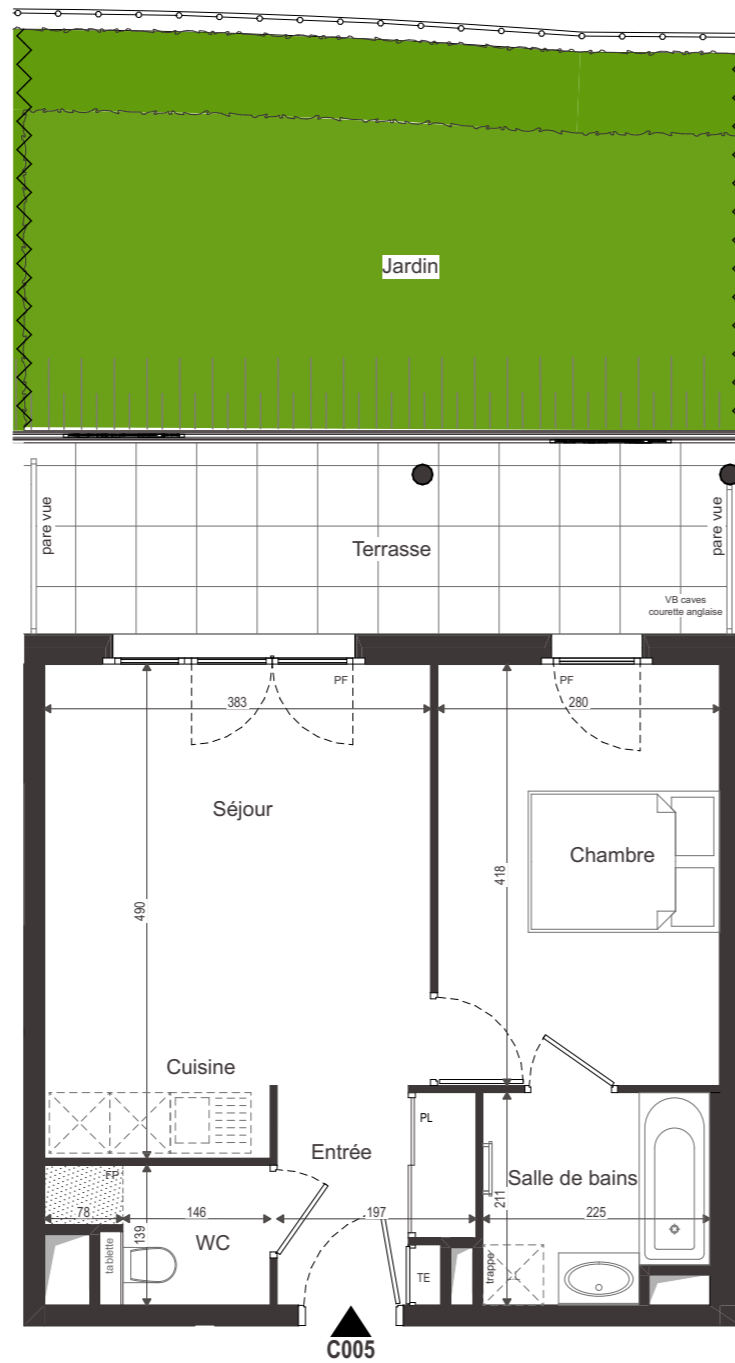 Jardin
pare vue
pare vue
Terrasse
VB caves
courette anglaise
PF
PF
383
280
Séjour
Chambre
418
490
Cuisine
PL
Entrée
FP
Salle de bains
211
78
146
197
225
139
WC
tablette
trappe
TE
C005